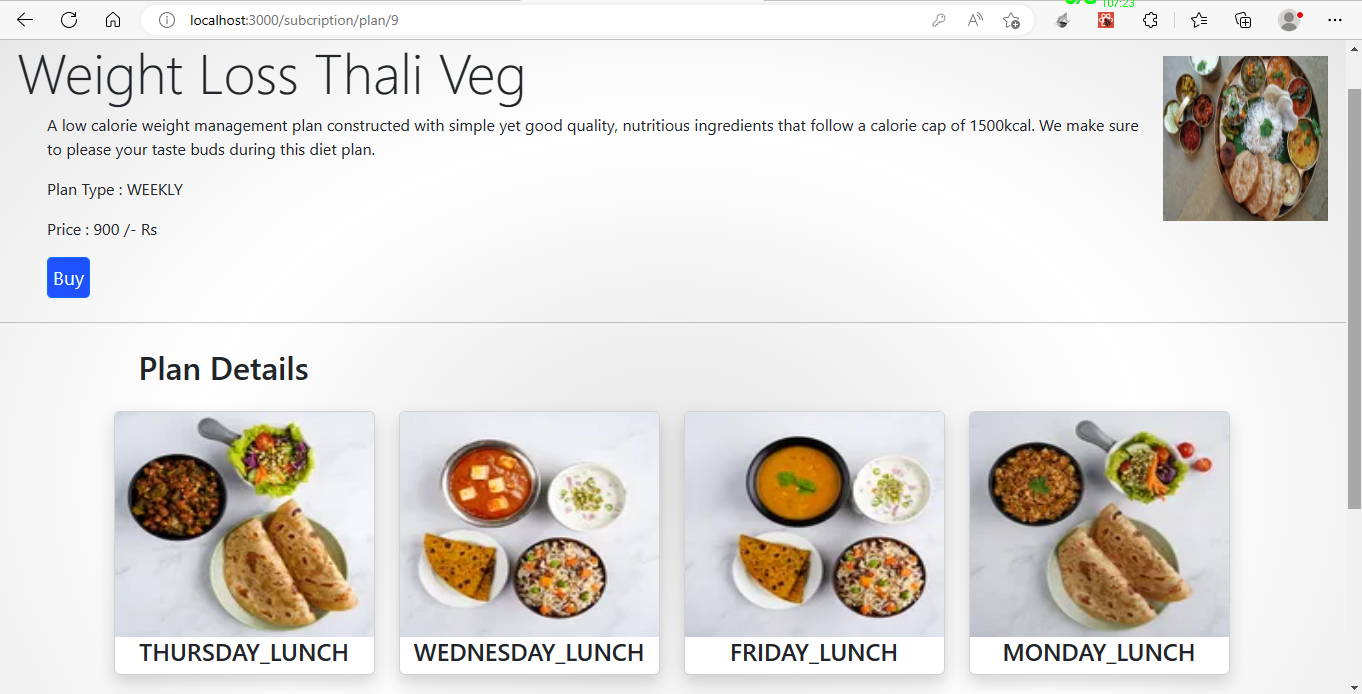 107:23
localhost:3000/subcription/plan/9
Weight Loss Thali Veg
A low calorie weight management plan constructed with simple yet good quality, nutritious ingredients that follow a calorie cap of 1500kcal. We make sure
to please your taste buds during this diet plan.
Plan Type : WEEKLY
Price : 900 /- Rs
Buy
Plan Details
THURSDAY_LUNCH
WEDNESDAY_LUNCH
FRIDAY_LUNCH
MONDAY_LUNCH